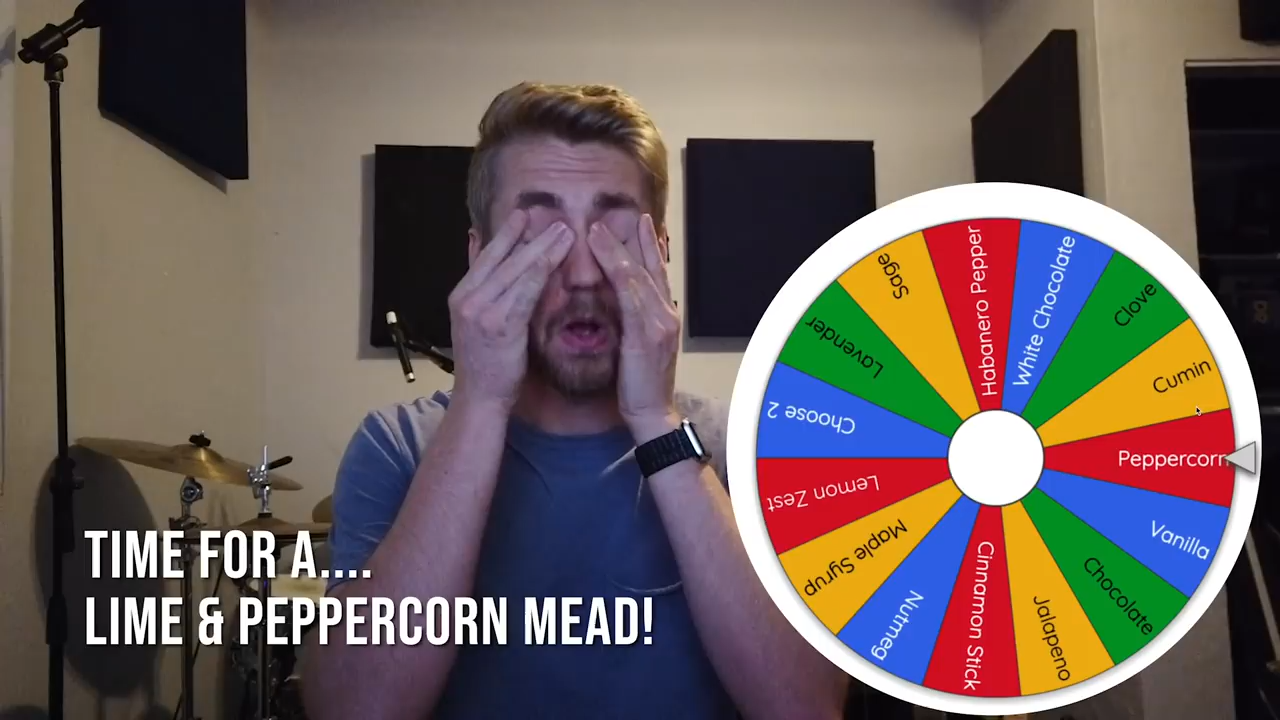 TIME FOR A....
LIME & PEPPERCORN MEAD!
Habanero Pepper
White Chocolate
Clove
Cumin
Peppercorn
Vanilla
Chocolate
Jalapeno
Cinnamon Stick
Nutmeg
Maple Syrup
Lemon Zest
Choose 2
Lavender
Sage